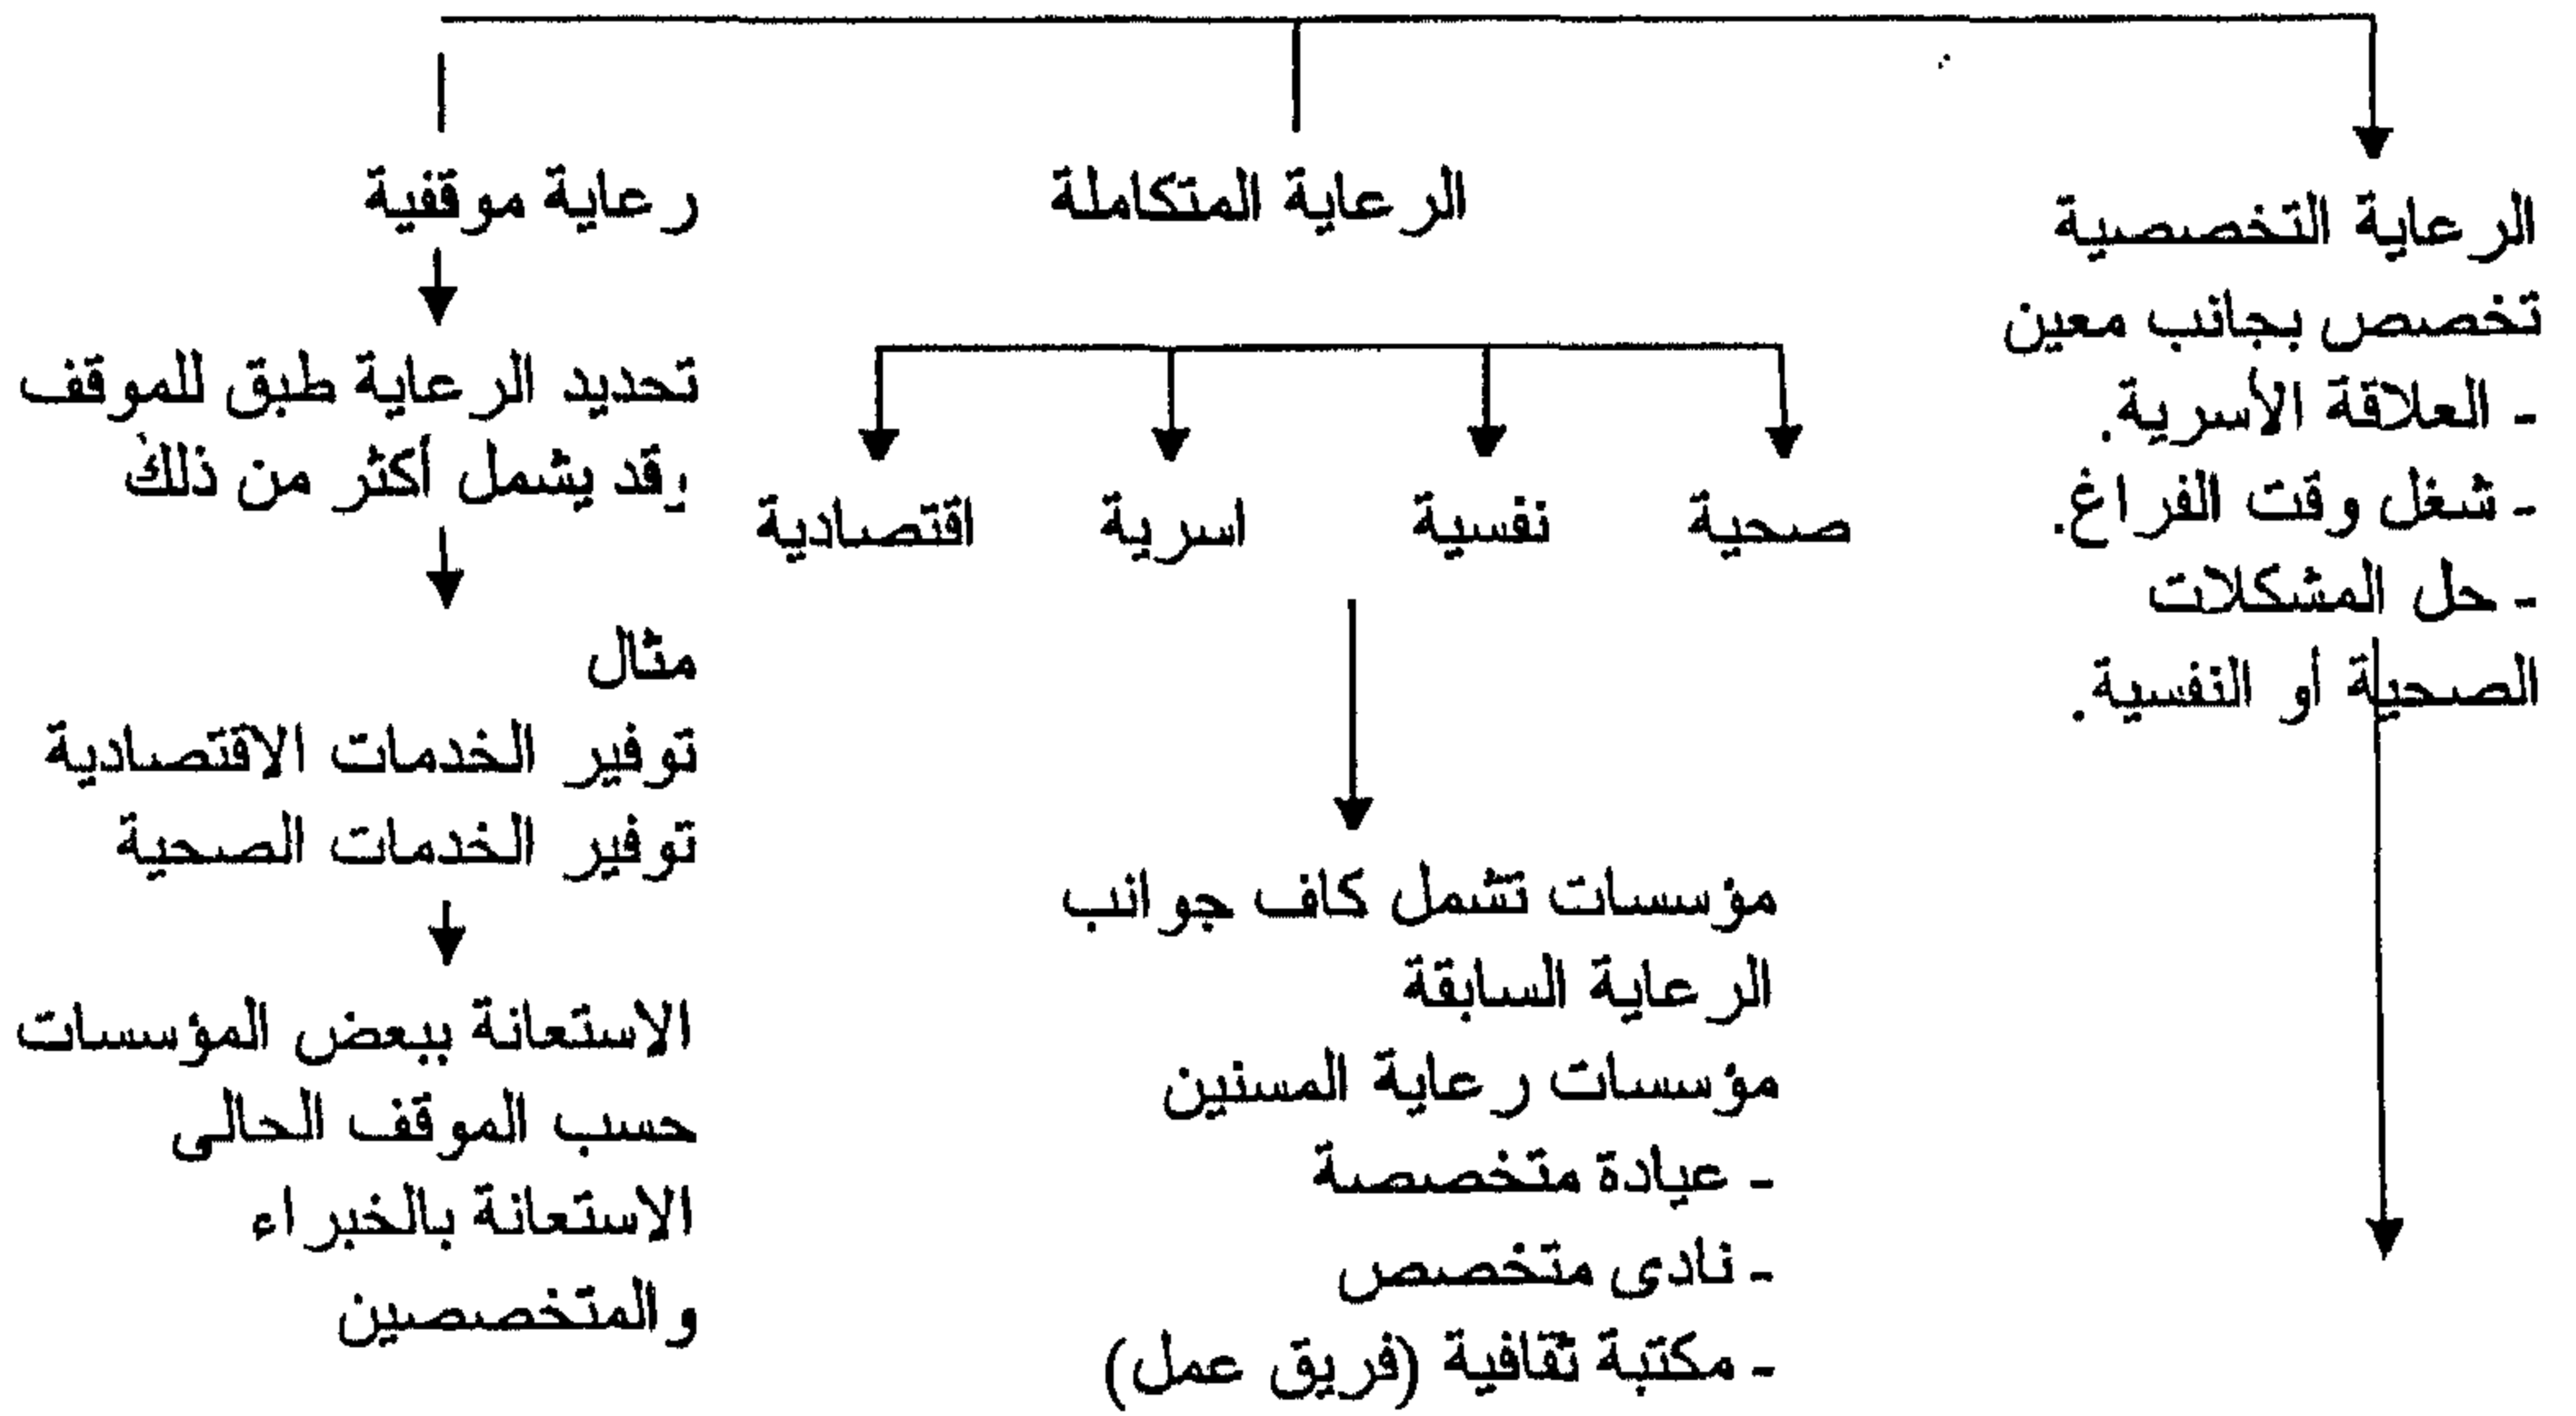 الرعاية التخصصية
تخصص بجانب معين
- العلاقة الأسرية.
- شغل وقت الفراغ.
- حل المشكلات
الصحية أو النفسية.
الرعاية المتكاملة
صحية
نفسية
اسرية
اقتصادية
مؤسسات تشمل كاف جوانب
الرعاية السابقة
مؤسسات رعاية المسنين
- عيادة متخصصة
- نادى متخصص
- مكتبة ثقافية (فريق عمل)
رعاية موقفية
تحديد الرعاية طبق للموقف
وقد يشمل أكثر من ذلك
مثال
توفير الخدمات الاقتصادية
توفير الخدمات الصحية
الاستعانة ببعض المؤسسات
حسب الموقف الحالى
الاستعانة بالخبراء
والمتخصصين